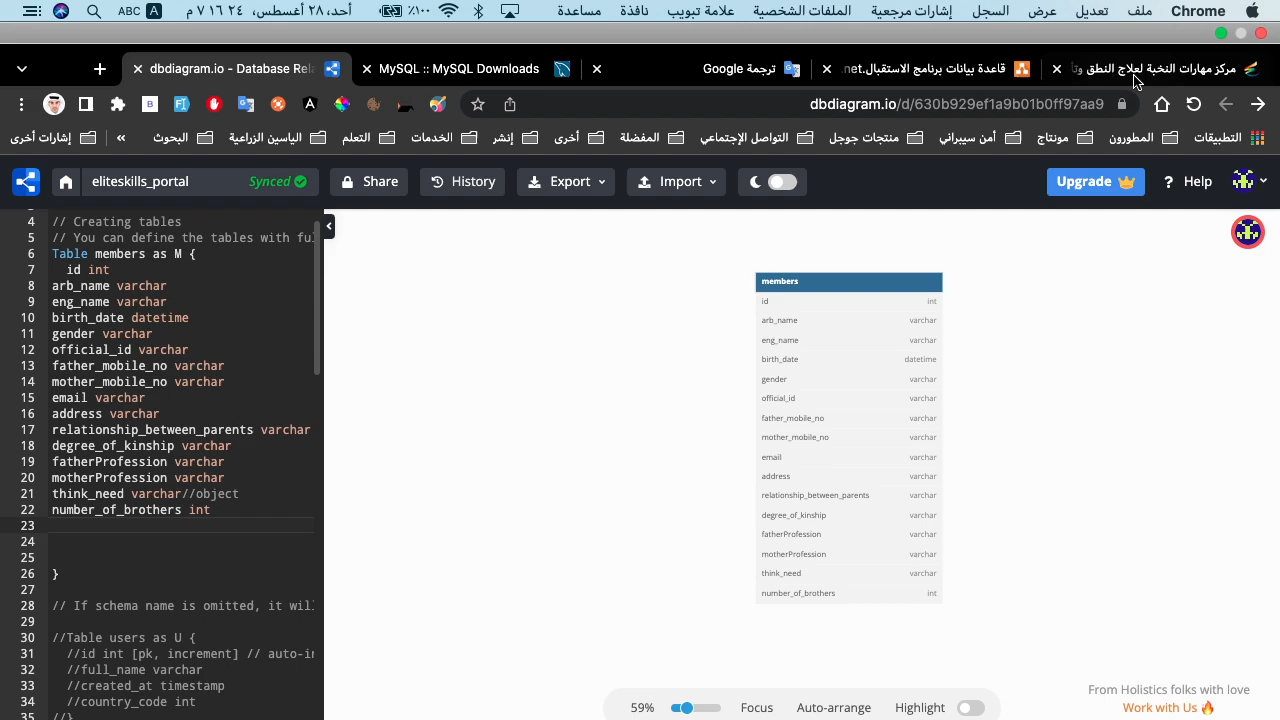 Chrome ملف تعديل عرض السجل إشارات مرجعية الملفات الشخصية علامة تبويب نافذة مساعدة
٪١٠٠ ABC A أحد، ٢٨ أغسطس، ٢٤ ١٦ ٧ م
dbdiagram.io - Database Rela
MySQL :: MySQL Downloads
ترجمة Google
قاعدة بيانات برنامج الاستقبال.net
مركز مهارات النخبة لعلاج النطق وتأ
dbdiagram.io/d/630b929ef1a9b01b0ff97aa9
التطبيقات المطورون مونتاج أمن سيبراني منتجات جوجل التواصل الإجتماعي المفضلة أخرى إنشر الخدمات التعلم الياسين الزراعية البحوث » إشارات أخرى
eliteskills_portal Synced Share History Export Import Upgrade Help
4 // Creating tables
5 // You can define the tables with ful
6 Table members as M {
7 id int
8 arb_name varchar
9 eng_name varchar
10 birth_date datetime
11 gender varchar
12 official_id varchar
13 father_mobile_no varchar
14 mother_mobile_no varchar
15 email varchar
16 address varchar
17 relationship_between_parents varchar
18 degree_of_kinship varchar
19 fatherProfession varchar
20 motherProfession varchar
21 think_need varchar//object
22 number_of_brothers int
23
24
25
26 }
27
28 // If schema name is omitted, it will
29
30 //Table users as U {
31 //id int [pk, increment] // auto-in
32 //full_name varchar
33 //created_at timestamp
34 //country_code int
35 //}
members
id int
arb_name varchar
eng_name varchar
birth_date datetime
gender varchar
official_id varchar
father_mobile_no varchar
mother_mobile_no varchar
email varchar
address varchar
relationship_between_parents varchar
degree_of_kinship varchar
fatherProfession varchar
motherProfession varchar
think_need varchar
number_of_brothers int
59% Focus Auto-arrange Highlight
From Holistics folks with love
Work with Us